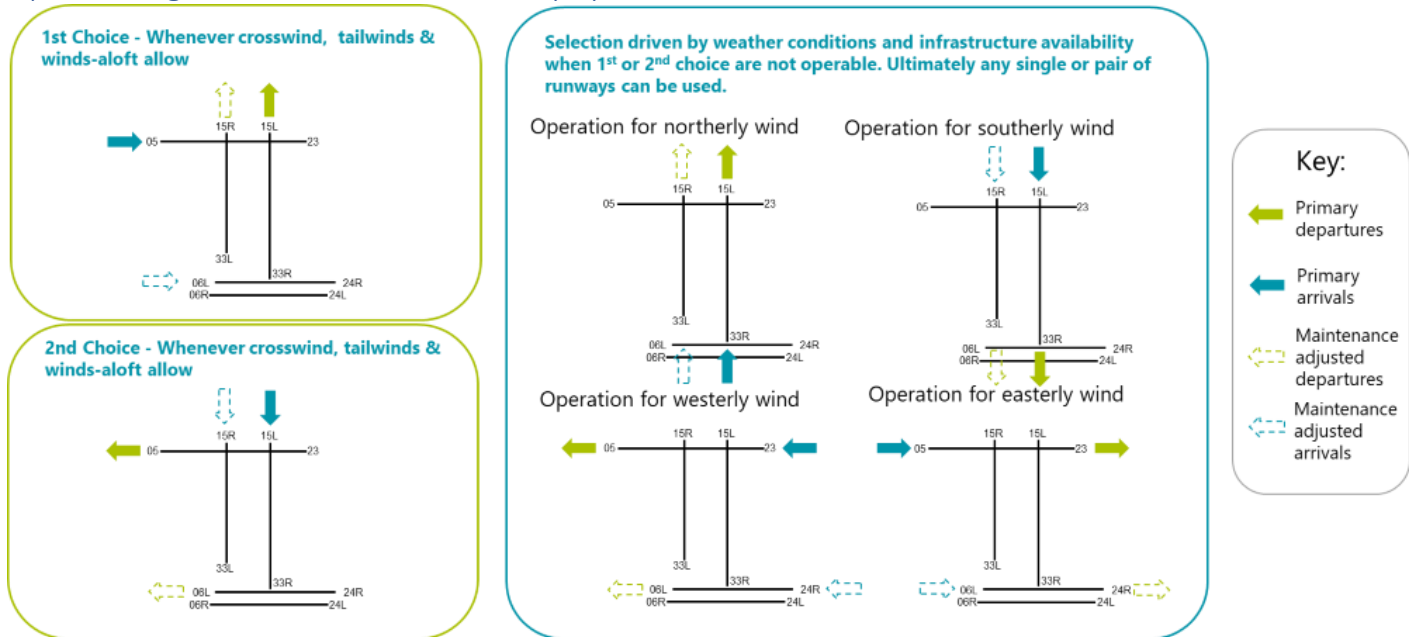 1st Choice - Whenever crosswind, tailwinds &
winds-aloft allow
15R 15L
05 23
33L
33R
06L 24R
06R 24L
2nd Choice - Whenever crosswind, tailwinds &
winds-aloft allow
15R 15L
05 23
33L
33R
06L 24R
06R 24L
Selection driven by weather conditions and infrastructure availability
when 1st or 2nd choice are not operable. Ultimately any single or pair of
runways can be used.
Operation for northerly wind
15R 15L
05 23
33L
33R
06L 24R
06R 24L
Operation for southerly wind
15R 15L
05 23
33L
33R
06L 24R
06R 24L
Operation for westerly wind
15R 15L
05 23
33L
33R
06L 24R
06R 24L
Operation for easterly wind
15R 15L
05 23
33L
33R
06L 24R
06R 24L
Key:
Primary
departures
Primary
arrivals
Maintenance
adjusted
departures
Maintenance
adjusted
arrivals